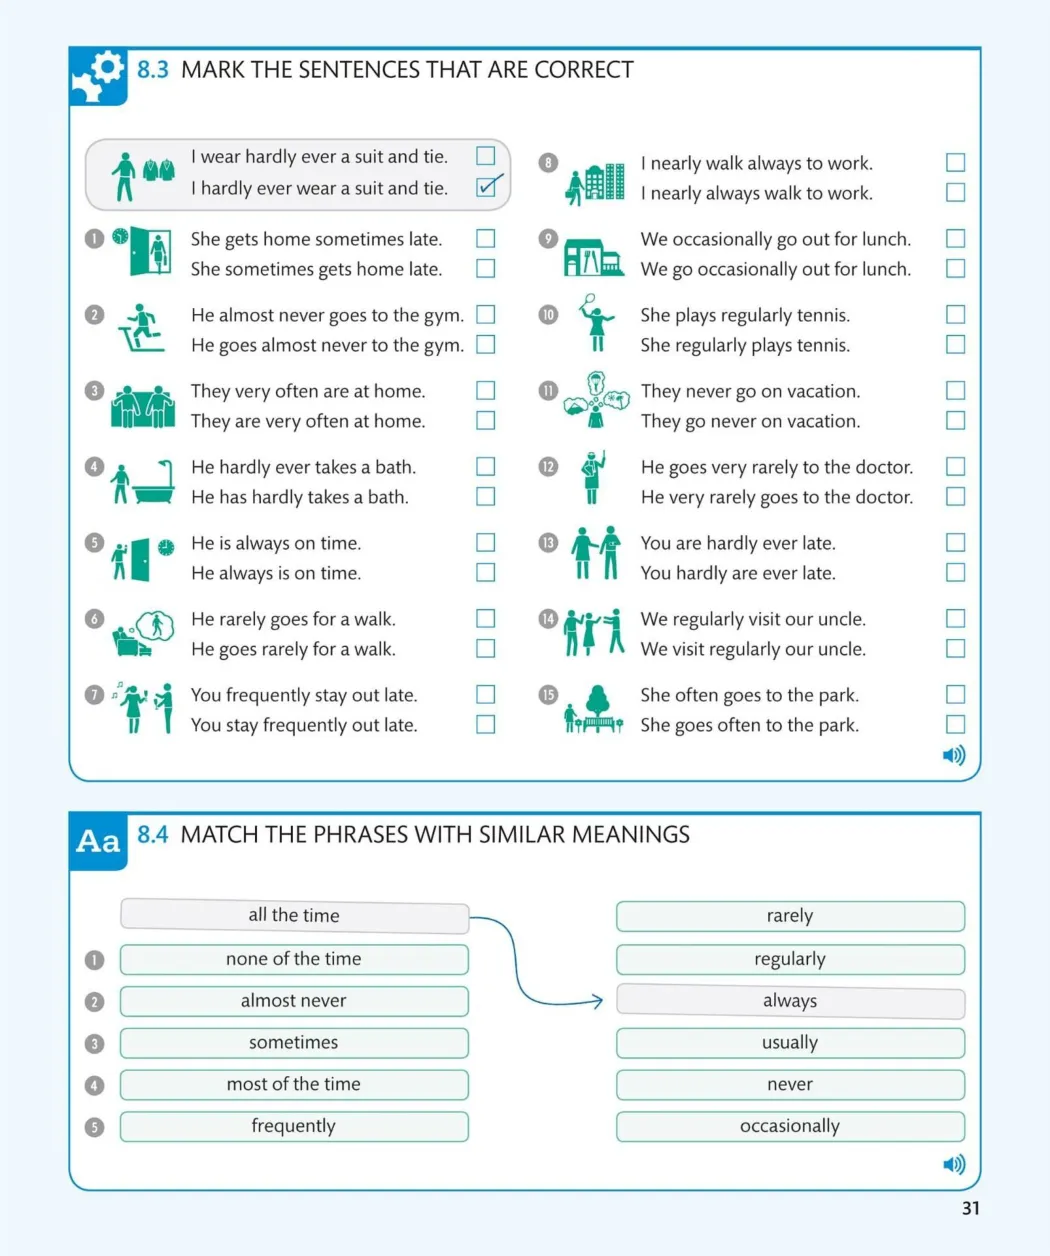 8.3 MARK THE SENTENCES THAT ARE CORRECT
I wear hardly ever a suit and tie.
I hardly ever wear a suit and tie.
1 She gets home sometimes late.
She sometimes gets home late.
2 He almost never goes to the gym.
He goes almost never to the gym.
3 They very often are at home.
They are very often at home.
4 He hardly ever takes a bath.
He has hardly takes a bath.
5 He is always on time.
He always is on time.
6 He rarely goes for a walk.
He goes rarely for a walk.
7 You frequently stay out late.
You stay frequently out late.
8 I nearly walk always to work.
I nearly always walk to work.
9 We occasionally go out for lunch.
We go occasionally out for lunch.
10 She plays regularly tennis.
She regularly plays tennis.
11 They never go on vacation.
They go never on vacation.
12 He goes very rarely to the doctor.
He very rarely goes to the doctor.
13 You are hardly ever late.
You hardly are ever late.
14 We regularly visit our uncle.
We visit regularly our uncle.
15 She often goes to the park.
She goes often to the park.
Aa 8.4 MATCH THE PHRASES WITH SIMILAR MEANINGS
all the time
1 none of the time
2 almost never
3 sometimes
4 most of the time
5 frequently
rarely
regularly
always
usually
never
occasionally
31